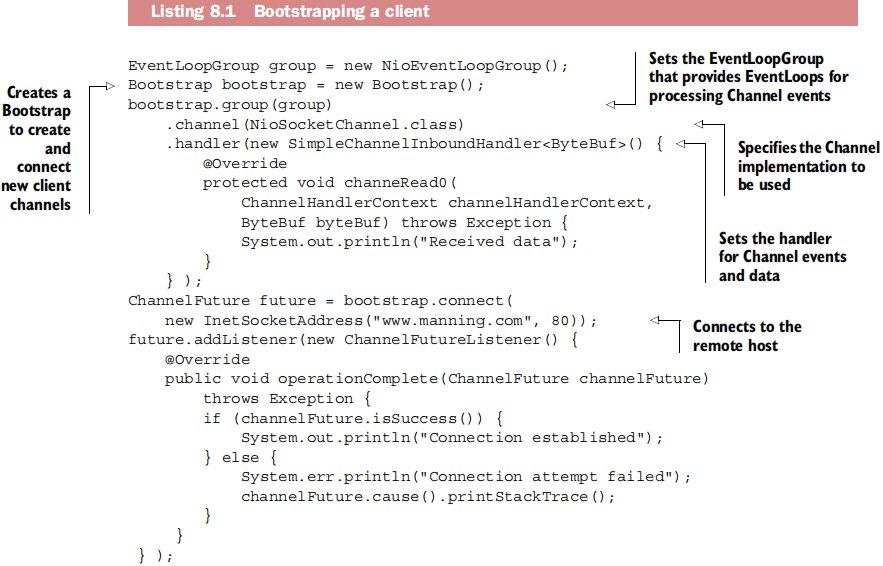 Listing 8.1 Bootstrapping a client
EventLoopGroup group = new NioEventLoopGroup();
Bootstrap bootstrap = new Bootstrap();
bootstrap.group(group)
.channel(NioSocketChannel.class)
.handler(new SimpleChannelInboundHandler<ByteBuf>() {
@Override
protected void channeRead0(
ChannelHandlerContext channelHandlerContext,
ByteBuf byteBuf) throws Exception {
System.out.println("Received data");
}
} );
ChannelFuture future = bootstrap.connect(
new InetSocketAddress("www.manning.com", 80));
future.addListener(new ChannelFutureListener() {
@Override
public void operationComplete(ChannelFuture channelFuture)
throws Exception {
if (channelFuture.isSuccess()) {
System.out.println("Connection established");
} else {
System.err.println("Connection attempt failed");
channelFuture.cause().printStackTrace();
}
}
} );
Creates a
Bootstrap
to create
and
connect
new client
channels
Sets the EventLoopGroup
that provides EventLoops for
processing Channel events
Specifies the Channel
implementation to
be used
Sets the handler
for Channel events
and data
Connects to the
remote host